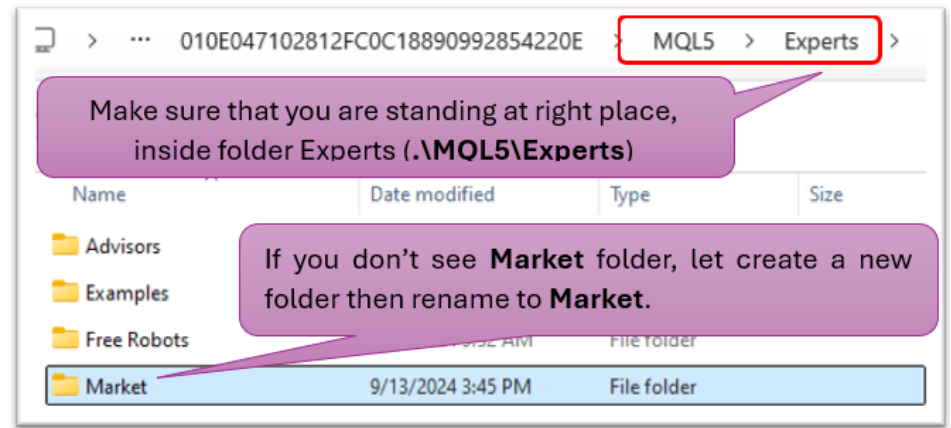 > ... 010E047102812FC0C18890992854220E > MQL5 > Experts >
Make sure that you are standing at right place,
inside folder Experts (.\MQL5\Experts)
Name Date modified Type Size
Advisors
If you don’t see Market folder, let create a new
Examples
folder then rename to Market.
Free Robots AM File folder
Market 9/13/2024 3:45 PM File folder